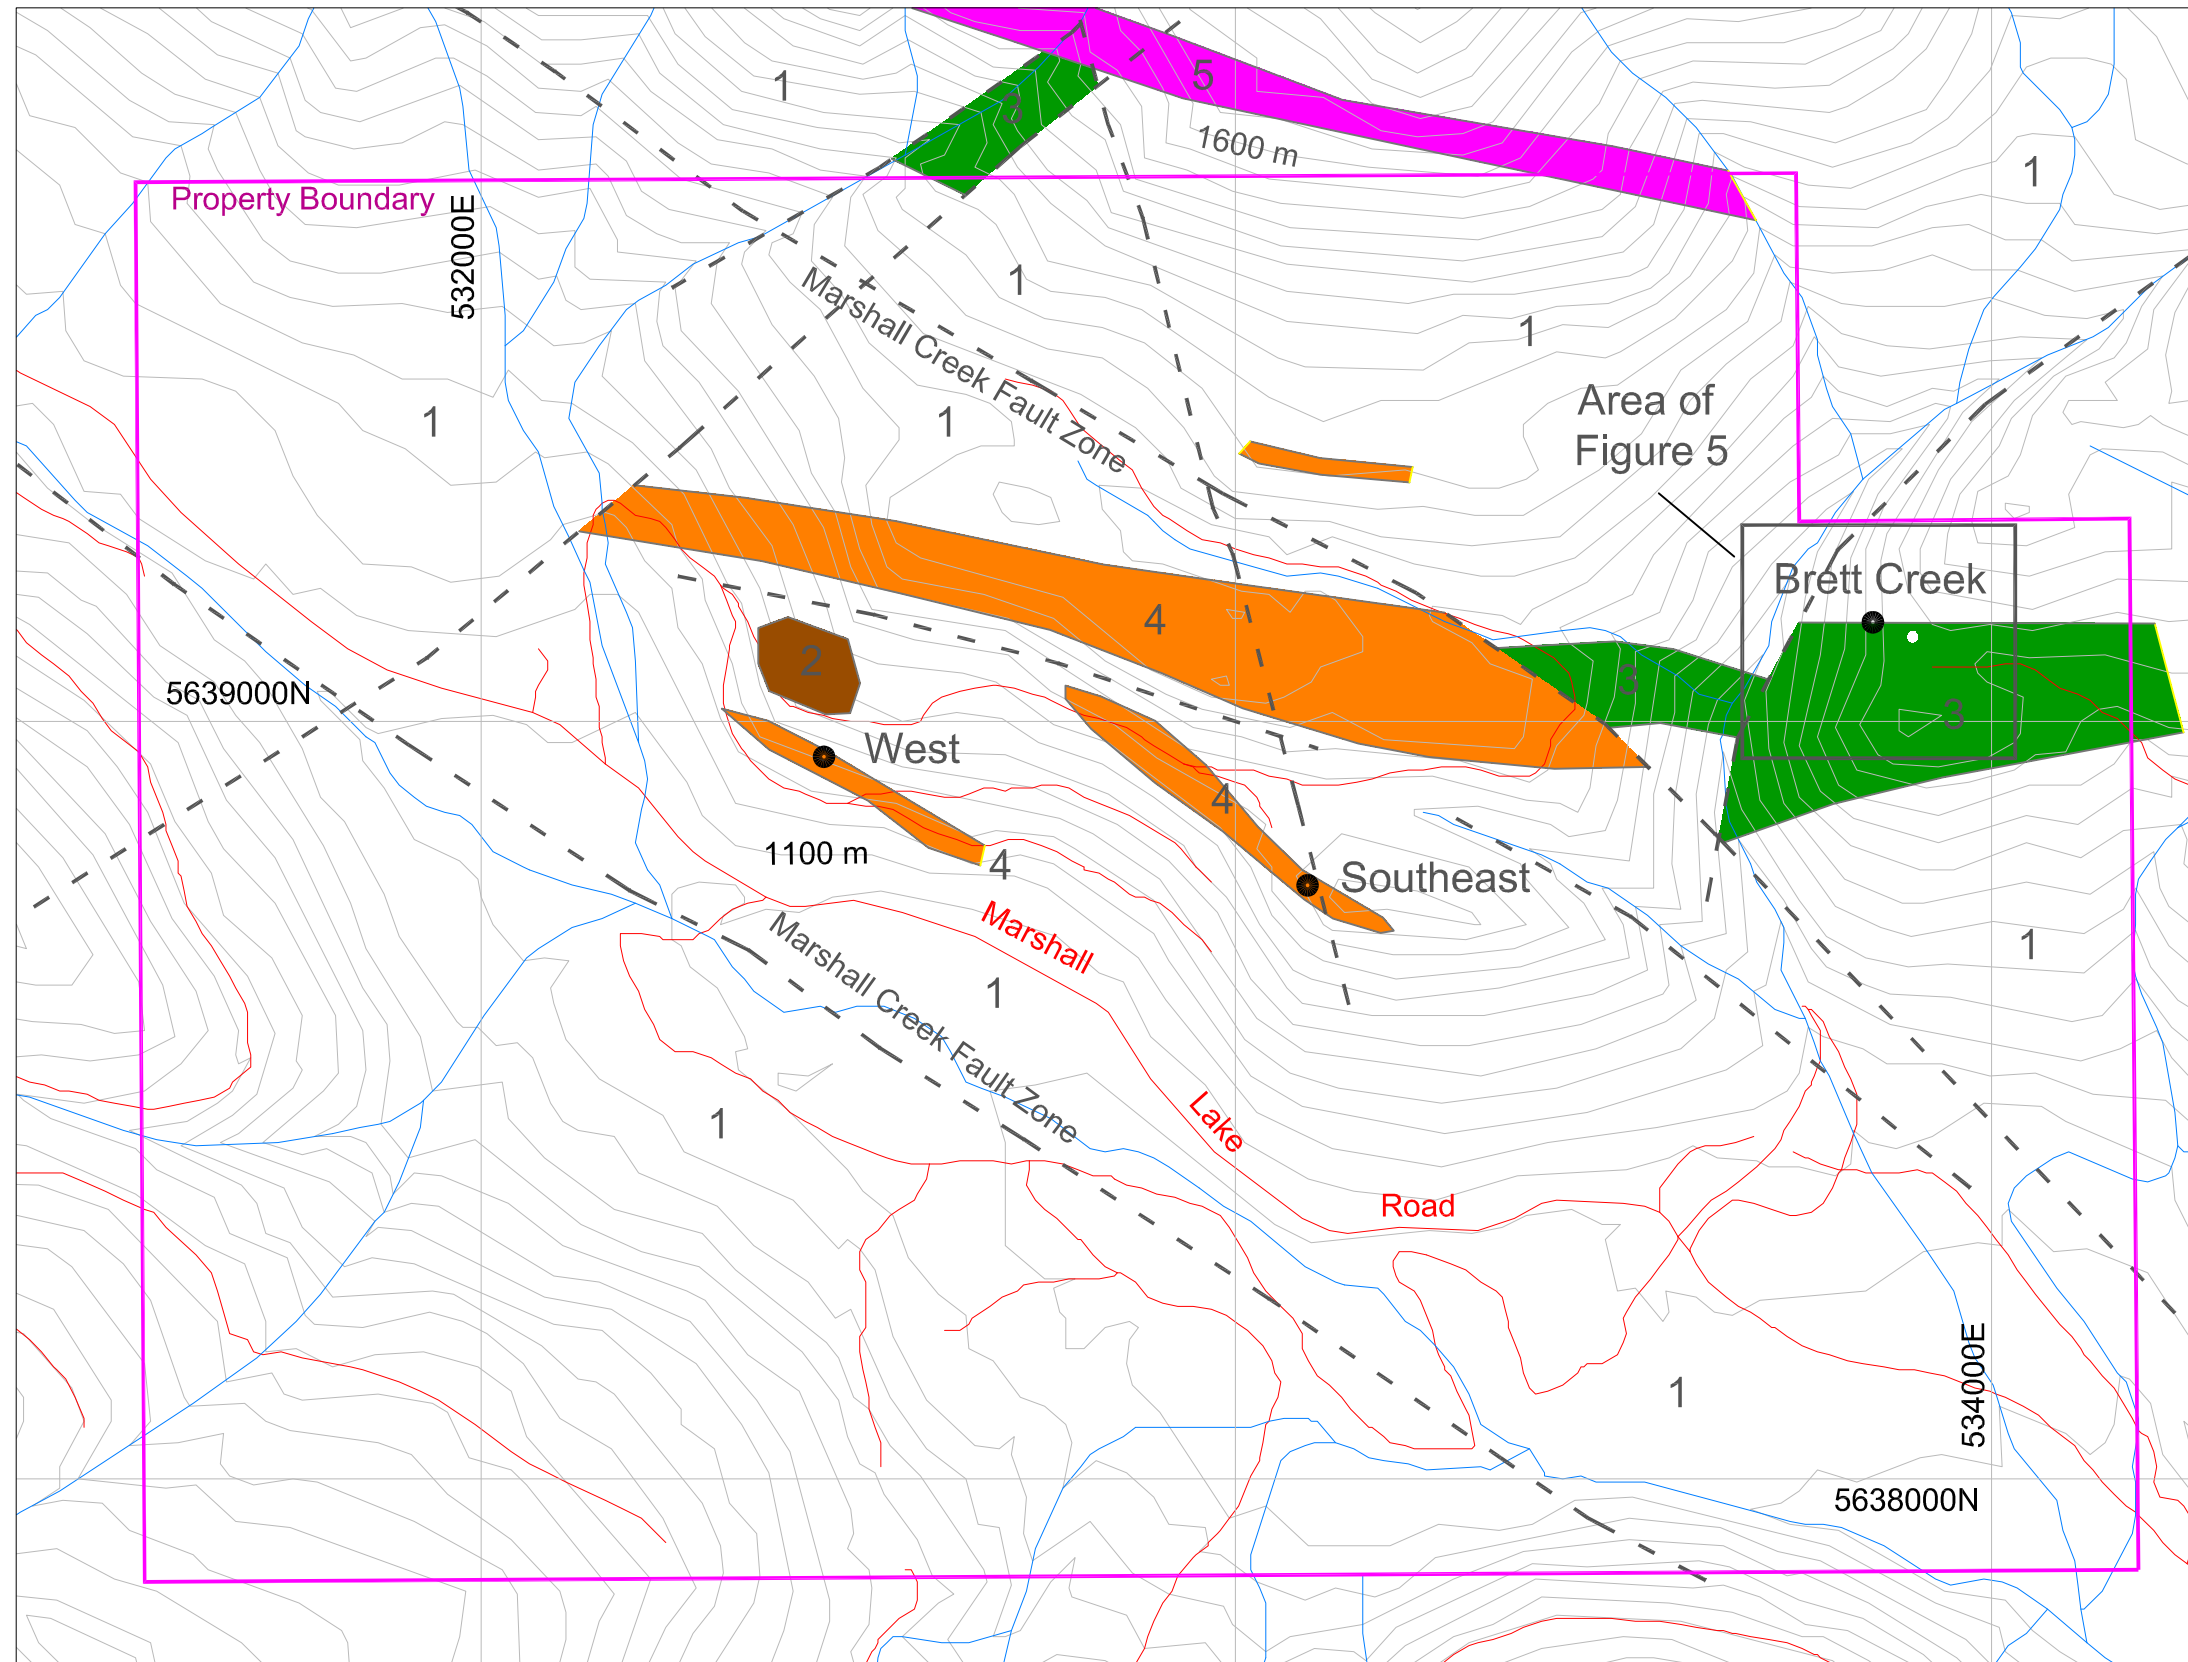 5
1
3
1600 m
1
Property Boundary
532000E
1
1
Marshall Creek Fault Zone
1
1
Area of
Figure 5
Brett Creek
4
2
3
5639000N
3
West
4
Southeast
1100 m
4
Marshall
1
1
Marshall Creek Fault Zone
Lake
1
Road
534000E
1
5638000N